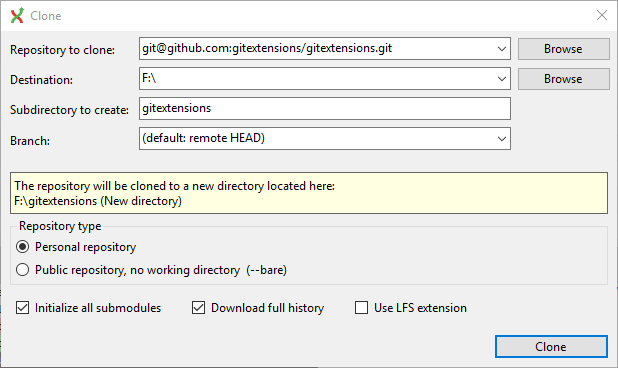 Clone
Repository to clone: git@github.com:gitextensions/gitextensions.git Browse
Destination: F:\ Browse
Subdirectory to create: gitextensions
Branch: (default: remote HEAD)
The repository will be cloned to a new directory located here:
F:\gitextensions (New directory)
Repository type
Personal repository
Public repository, no working directory (--bare)
Initialize all submodules Download full history Use LFS extension
Clone